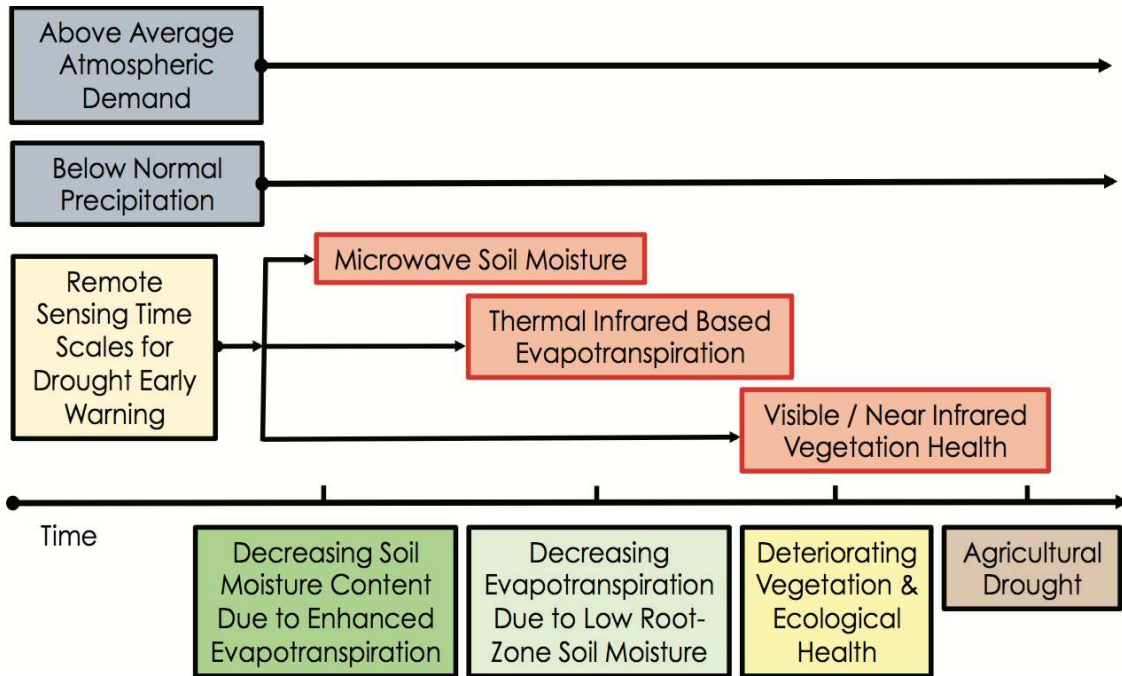 Above Average
Atmospheric
Demand
Below Normal
Precipitation
Remote
Sensing Time
Scales for
Drought Early
Warning
Microwave Soil Moisture
Thermal Infrared Based
Evapotranspiration
Visible / Near Infrared
Vegetation Health
Time
Decreasing Soil
Moisture Content
Due to Enhanced
Evapotranspiration
Decreasing
Evapotranspiration
Due to Low Root-
Zone Soil Moisture
Deteriorating
Vegetation &
Ecological
Health
Agricultural
Drought